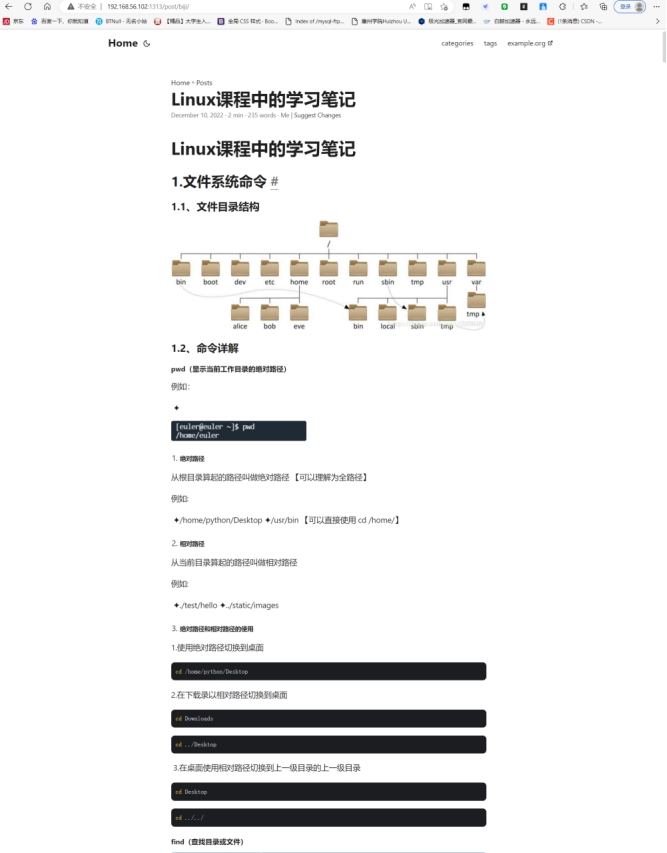 不安全 | 192.168.56.102:1313/post/biji/
登录
京东 百度一下，你就知道 BTNull - 无名小站 【精品】大学生入... 全局 CSS 样式 · Boo... Index of /mysql-ftp... 惠州学院Huizhou U... 极光加速器_官网最... 白鲸加速器 - 永远... (1条消息) CSDN -...
Home
categories tags example.org
Home » Posts
Linux课程中的学习笔记
December 10, 2022 · 2 min · 235 words · Me | Suggest Changes
Linux课程中的学习笔记
1.文件系统命令 #
1.1、文件目录结构
/
bin boot dev etc home root run sbin tmp usr var
alice bob eve bin local sbin tmp tmp
1.2、命令详解
pwd（显示当前工作目录的绝对路径）
例如：
✦
[euler@euler ~]$ pwd
/home/euler
1. 绝对路径
从根目录算起的路径叫做绝对路径 【可以理解为全路径】
例如:
✦/home/python/Desktop ✦/usr/bin 【可以直接使用 cd /home/】
2. 相对路径
从当前目录算起的路径叫做相对路径
例如:
✦./test/hello ✦../static/images
3. 绝对路径和相对路径的使用
1.使用绝对路径切换到桌面
cd /home/python/Desktop
2.在下载录以相对路径切换到桌面
cd Downloads
cd ../Desktop
3.在桌面使用相对路径切换到上一级目录的上一级目录
cd Desktop
cd ../../
find（查找目录或文件）